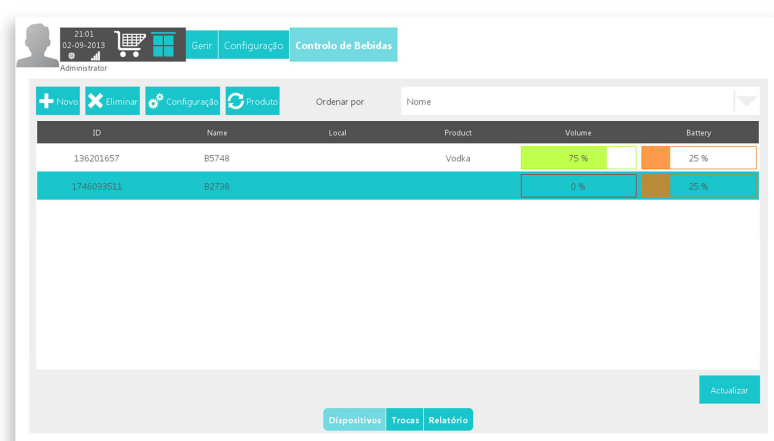 21:01
02-09-2013
Administrator
Gerir Configuração Controlo de Bebidas
Novo Eliminar Configuração Produto Ordenar por Nome
ID Name Local Product Volume Battery
136201657 B5748 Vodka 75 % 25 %
1746033511 B2738 0 % 25 %
Actualizar
Dispositivos Trocas Relatório